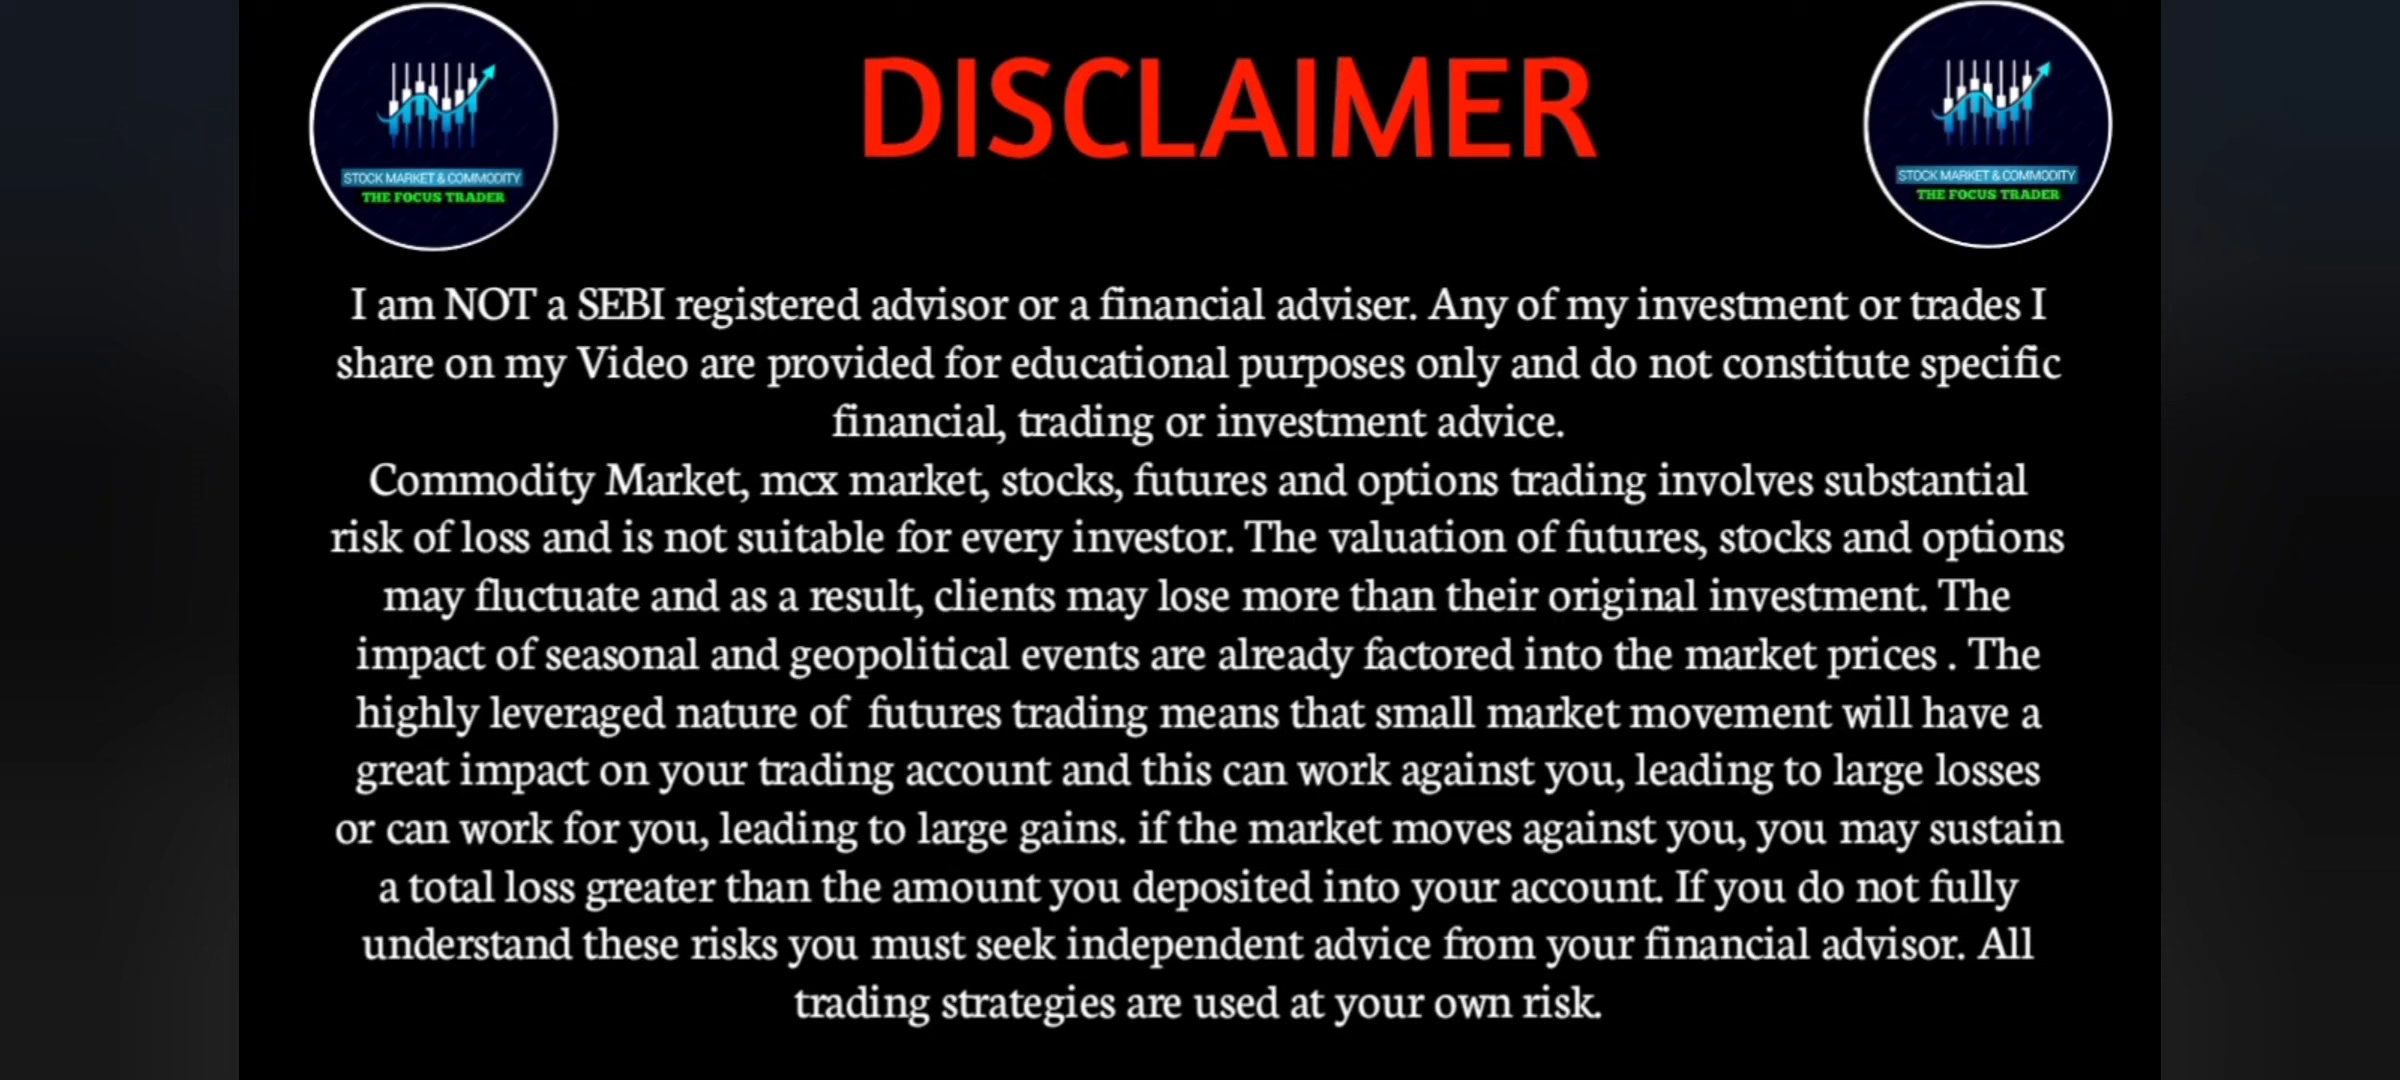 STOCK MARKET & COMMODITY
THE FOCUS TRADER
DISCLAIMER
STOCK MARKET & COMMODITY
THE FOCUS TRADER
I am NOT a SEBI registered advisor or a financial adviser. Any of my investment or trades I
share on my Video are provided for educational purposes only and do not constitute specific
financial, trading or investment advice.
Commodity Market, mcx market, stocks, futures and options trading involves substantial
risk of loss and is not suitable for every investor. The valuation of futures, stocks and options
may fluctuate and as a result, clients may lose more than their original investment. The
impact of seasonal and geopolitical events are already factored into the market prices . The
highly leveraged nature of  futures trading means that small market movement will have a
great impact on your trading account and this can work against you, leading to large losses
or can work for you, leading to large gains. if the market moves against you, you may sustain
a total loss greater than the amount you deposited into your account. If you do not fully
understand these risks you must seek independent advice from your financial advisor. All
trading strategies are used at your own risk.